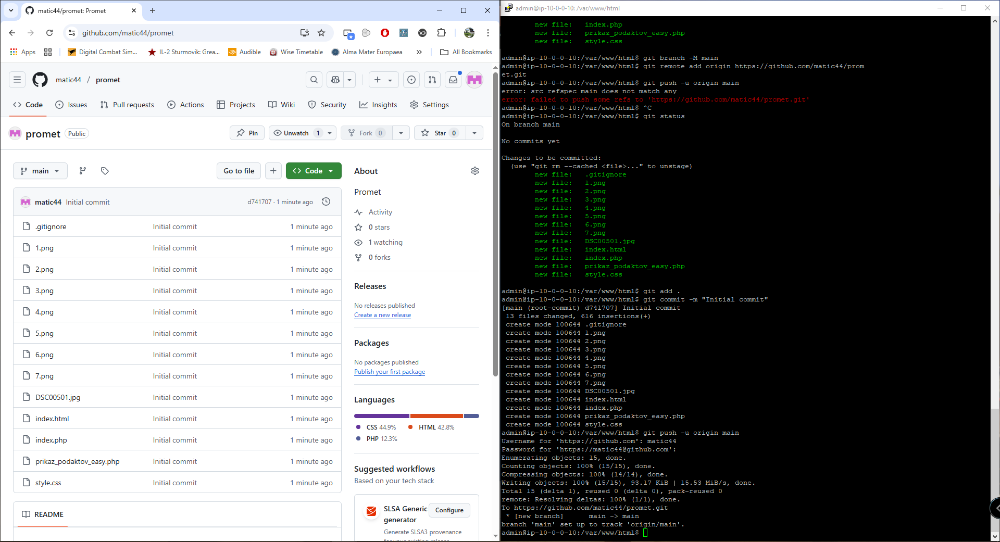 matic44/promet: Promet
github.com/matic44/promet
Apps
Digital Combat Sim...
IL-2 Sturmovik: Grea...
Audible
Wise Timetable
Alma Mater Europaea
»
All Bookmarks
matic44 / promet
Code
Issues
Pull requests
Actions
Projects
Wiki
Security
Insights
Settings
promet Public
Pin
Unwatch 1
Fork 0
Star 0
main
Go to file
Code
matic44 Initial commit d741707 · 1 minute ago
.gitignore Initial commit 1 minute ago
1.png Initial commit 1 minute ago
2.png Initial commit 1 minute ago
3.png Initial commit 1 minute ago
4.png Initial commit 1 minute ago
5.png Initial commit 1 minute ago
6.png Initial commit 1 minute ago
7.png Initial commit 1 minute ago
DSC00501.jpg Initial commit 1 minute ago
index.html Initial commit 1 minute ago
index.php Initial commit 1 minute ago
prikaz_podaktov_easy.php Initial commit 1 minute ago
style.css Initial commit 1 minute ago
README
About
Promet
Activity
0 stars
1 watching
0 forks
Releases
No releases published
Create a new release
Packages
No packages published
Publish your first package
Languages
CSS 44.9% HTML 42.8%
PHP 12.3%
Suggested workflows
Based on your tech stack
SLSA Generic
generator
Configure
Generate SLSA3 provenance
admin@ip-10-0-0-10: /var/www/html
new file: index.php
new file: prikaz_podaktov_easy.php
new file: style.css
admin@ip-10-0-0-10:/var/www/html$ git branch -M main
admin@ip-10-0-0-10:/var/www/html$ git remote add origin https://github.com/matic44/prom
et.git
admin@ip-10-0-0-10:/var/www/html$ git push -u origin main
error: src refspec main does not match any
error: failed to push some refs to 'https://github.com/matic44/promet.git'
admin@ip-10-0-0-10:/var/www/html$ ^C
admin@ip-10-0-0-10:/var/www/html$ git status
On branch main
No commits yet
Changes to be committed:
(use "git rm --cached <file>..." to unstage)
new file: .gitignore
new file: 1.png
new file: 2.png
new file: 3.png
new file: 4.png
new file: 5.png
new file: 6.png
new file: 7.png
new file: DSC00501.jpg
new file: index.html
new file: index.php
new file: prikaz_podaktov_easy.php
new file: style.css
admin@ip-10-0-0-10:/var/www/html$ git add .
admin@ip-10-0-0-10:/var/www/html$ git commit -m "Initial commit"
[main (root-commit) d741707] Initial commit
13 files changed, 616 insertions(+)
create mode 100644 .gitignore
create mode 100644 1.png
create mode 100644 2.png
create mode 100644 3.png
create mode 100644 4.png
create mode 100644 5.png
create mode 100644 6.png
create mode 100644 7.png
create mode 100644 DSC00501.jpg
create mode 100644 index.html
create mode 100644 index.php
create mode 100644 prikaz_podaktov_easy.php
create mode 100644 style.css
admin@ip-10-0-0-10:/var/www/html$ git push -u origin main
Username for 'https://github.com': matic44
Password for 'https://matic44@github.com':
Enumerating objects: 15, done.
Counting objects: 100% (15/15), done.
Compressing objects: 100% (14/14), done.
Writing objects: 100% (15/15), 93.17 KiB | 15.53 MiB/s, done.
Total 15 (delta 1), reused 0 (delta 0), pack-reused 0
remote: Resolving deltas: 100% (1/1), done.
To https://github.com/matic44/promet.git
* [new branch] main -> main
branch 'main' set up to track 'origin/main'.
admin@ip-10-0-0-10:/var/www/html$